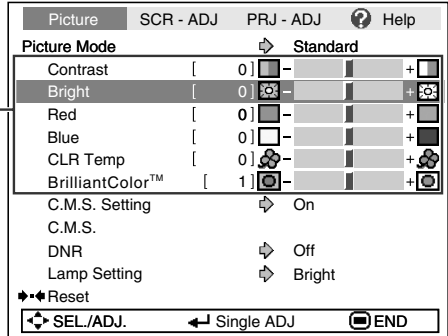 Picture SCR - ADJ PRJ - ADJ ? Help
Picture Mode Standard
Contrast [ 0 ] - +
Bright [ 0 ] - +
Red [ 0 ] - +
Blue [ 0 ] - +
CLR Temp [ 0 ] - +
BrilliantColor™ [ 1 ] - +
C.M.S. Setting On
C.M.S.
DNR Off
Lamp Setting Bright
Reset
SEL./ADJ. Single ADJ END